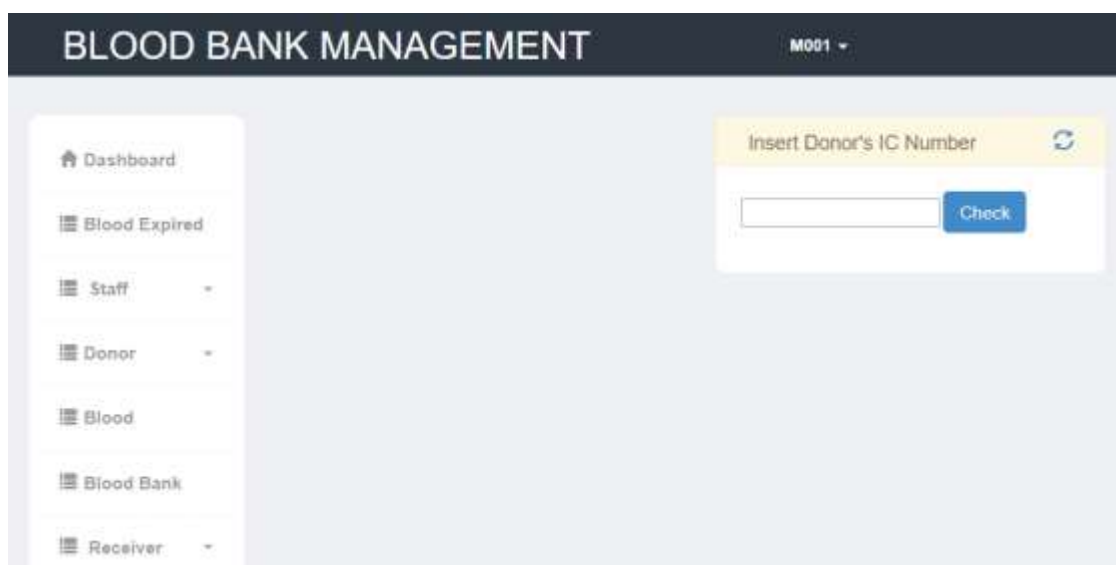 BLOOD BANK MANAGEMENT
M001
Dashboard
Blood Expired
Staff
Donor
Blood
Blood Bank
Receiver
Insert Donor's IC Number
Check